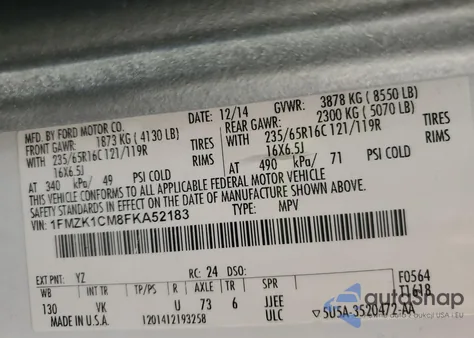 MFD. BY FORD MOTOR CO. DATE: 12/14 GVWR: 3878 KG ( 8550 LB)
FRONT GAWR: 1873 KG ( 4130 LB) REAR GAWR: 2300 KG ( 5070 LB)
WITH 235/65R16C 121/119R TIRES WITH 235/65R16C 121/119R TIRES
16X6.5J RIMS 16X6.5J RIMS
AT 340 kPa/ 49 PSI COLD AT 490 kPa/ 71 PSI COLD
THIS VEHICLE CONFORMS TO ALL APPLICABLE FEDERAL MOTOR VEHICLE
SAFETY STANDARDS IN EFFECT ON THE DATE OF MANUFACTURE SHOWN ABOVE.
VIN: 1FMZK1CM8FKA52183 TYPE: MPV
EXT PNT: YZ RC: 24 DSO: F0564
WB INT TP/PS R AXLE TR SPR T1618
130 VK U 73 6 JJEE
MADE IN U.S.A. 1201412193258 ULC ▽5U5A-3520472-AA
autoAshop